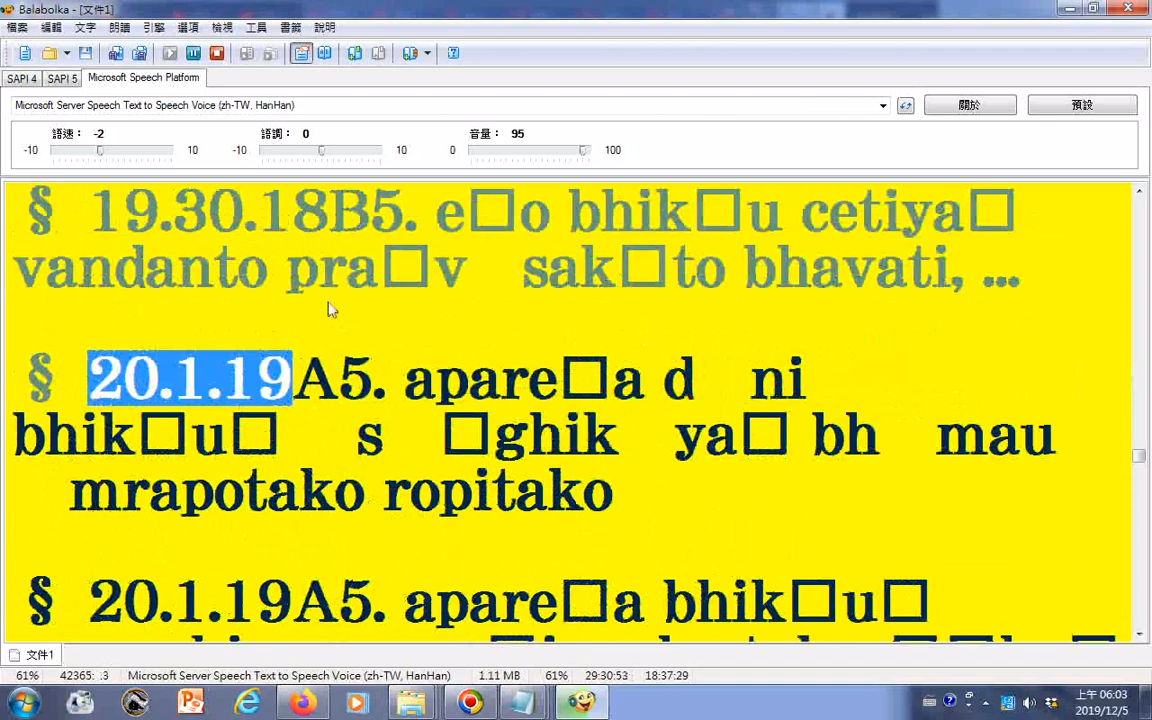 Balabolka - [文件1]
檔案 編輯 文字 朗讀 引擎 選項 檢視 工具 書籤 說明
SAPI 4 SAPI 5 Microsoft Speech Platform
Microsoft Server Speech Text to Speech Voice (zh-TW, HanHan) 關於 預設
語速： -2 語調： 0 音量： 95
-10 10 -10 10 0 100
§ 19.30.18B5. e□o bhik□u cetiya□
vandanto pra□v sak□to bhavati, ...
§ 20.1.19A5. apare□a d ni
bhik□u□ s □ghik ya□ bh mau
mrapotako ropitako
§ 20.1.19A5. apare□a bhik□u□
文件1
61% 42365: .3 Microsoft Server Speech Text to Speech Voice (zh-TW, HanHan) 1.11 MB 61% 29:30:53 18:37:29
上午 06:03
2019/12/5